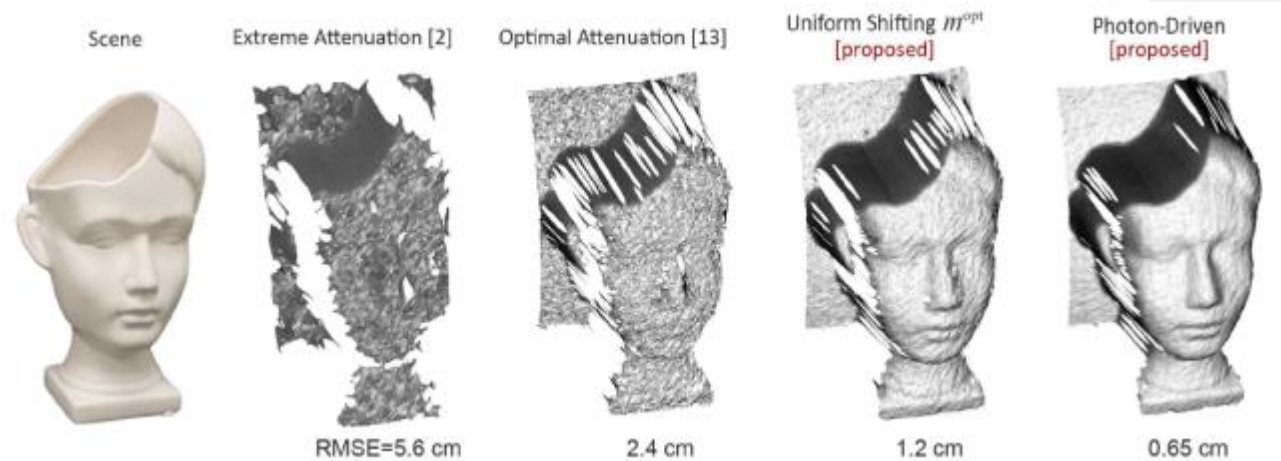 Scene
Extreme Attenuation [2]
Optimal Attenuation [13]
Uniform Shifting m^opt
[proposed]
Photon-Driven
[proposed]
RMSE=5.6 cm
2.4 cm
1.2 cm
0.65 cm